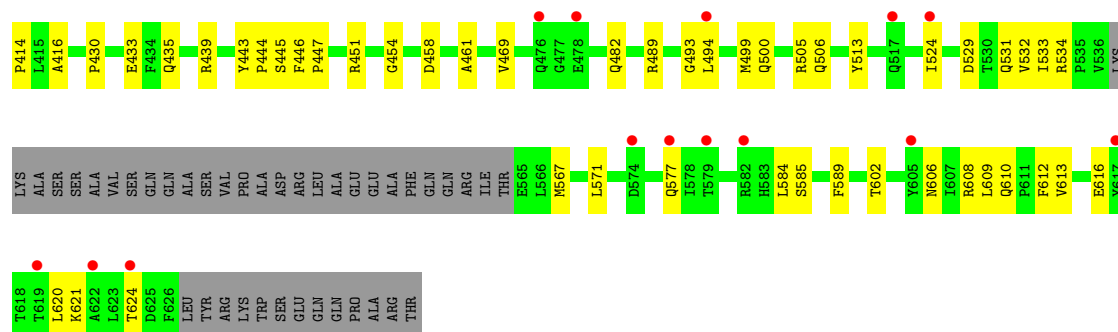 P414 L415 A416 P430 E433 F434 Q435 R439 Y443 P444 S445 F446 P447 R451 G454 D458 A461 V469 Q476 G477 E478 Q482 R489 G493 L494 M499 Q500 R505 Q506 Y513 Q517 I524 D529 T530 Q531 V532 I533 R534 P535 V536 LYS
LYS ALA SER SER ALA VAL SER GLN GLN ALA SER VAL PRO ALA ASP ARG LEU ALA GLU GLU ALA PHE GLN GLN ARG ILE THR E565 L566 M567 L571 D574 Q577 I578 T579 R582 H583 L584 S585 F589 T602 Y605 N606 I607 R608 L609 Q610 P611 F612 V613 E616 Y617
T618 T619 L620 K621 A622 L623 T624 D625 F626 LEU TYR ARG LYS TRP SER GLU GLN GLN PRO ALA ARG THR